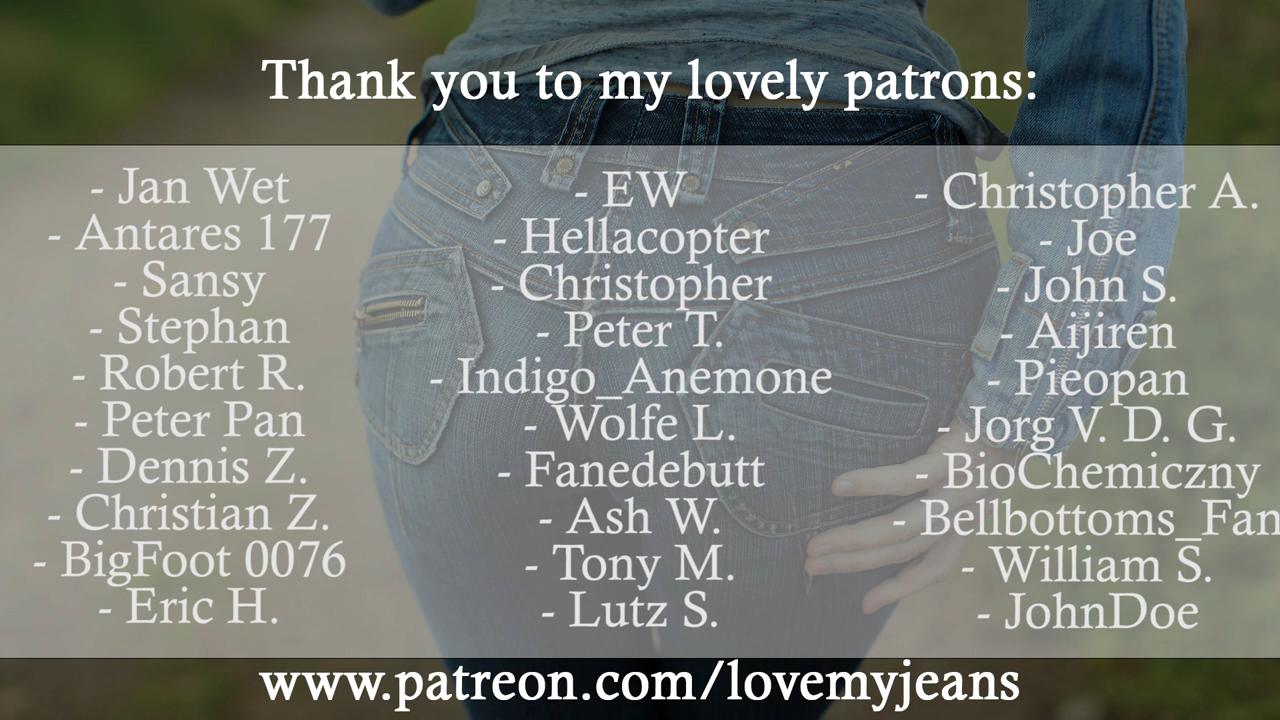 Thank you to my lovely patrons:
- Jan Wet
- Antares 177
- Sansy
- Stephan
- Robert R.
- Peter Pan
- Dennis Z.
- Christian Z.
- BigFoot 0076
- Eric H.
- EW
- Hellacopter
- Christopher
- Peter T.
- Indigo_Anemone
- Wolfe L.
- Fanedebutt
- Ash W.
- Tony M.
- Lutz S.
- Christopher A.
- Joe
- John S.
- Aijiren
- Pieopan
- Jorg V. D. G.
- BioChemiczny
- Bellbottoms_Fan
- William S.
- JohnDoe
www.patreon.com/lovemyjeans